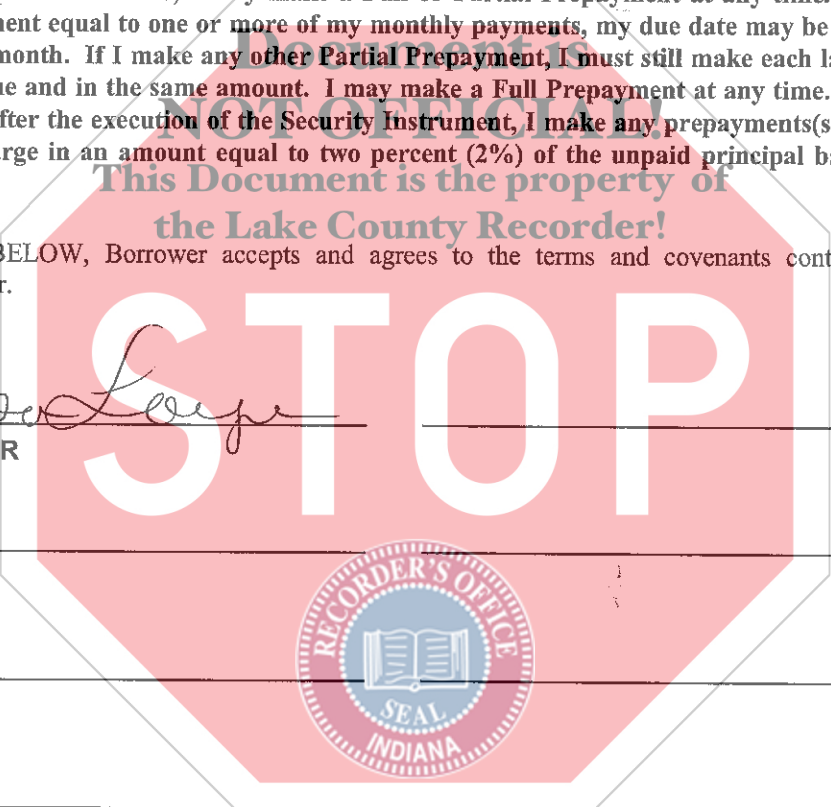 ment equal to one or more of my monthly payments, my due date may be
month. If I make any other Partial Prepayment, I must still make each la
ue and in the same amount. I may make a Full Prepayment at any time.
fter the execution of the Security Instrument, I make any prepayments(s
rge in an amount equal to two percent (2%) of the unpaid principal ba
Document is
NOT OFFICIAL!
This Document is the property of
the Lake County Recorder!
BELOW, Borrower accepts and agrees to the terms and covenants cont
r.
STOP
R
RECORDER'S OFFICE
SEAL
INDIANA